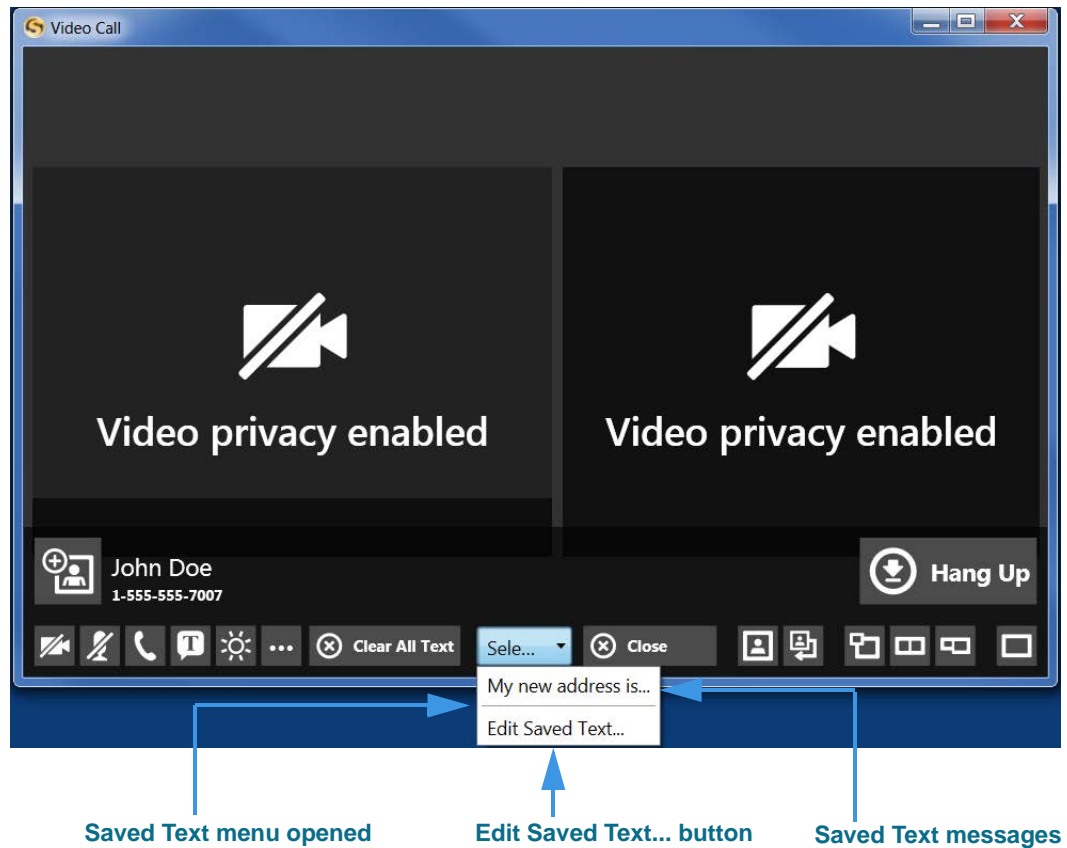 Video Call
Video privacy enabled
Video privacy enabled
John Doe
1-555-555-7007
Hang Up
T
Clear All Text
Sele...
Close
My new address is...
Edit Saved Text...
Saved Text menu opened
Edit Saved Text... button
Saved Text messages